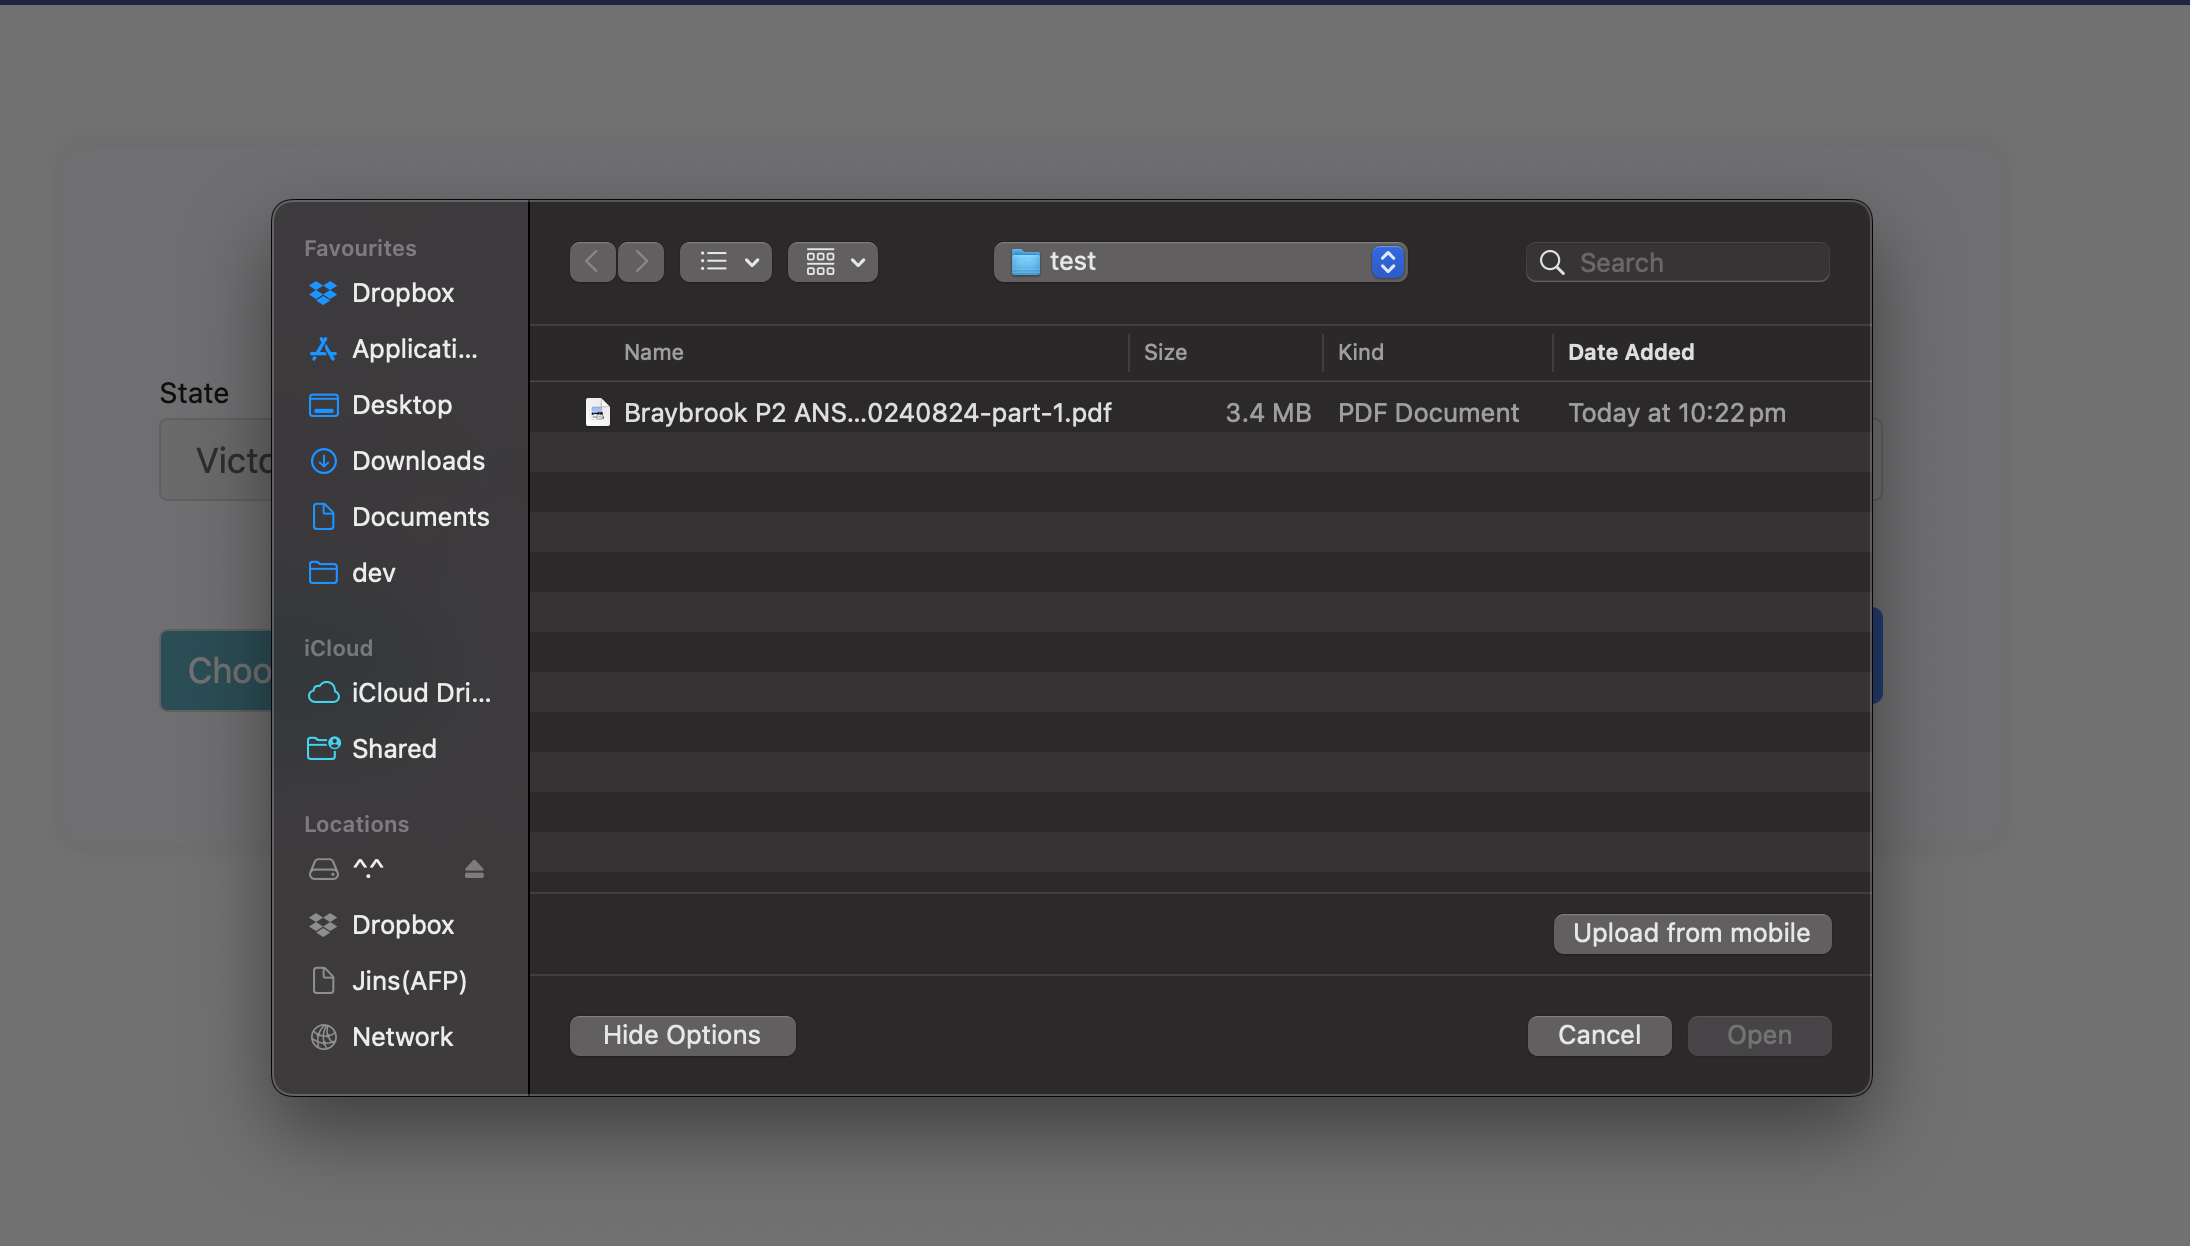 Favourites
Dropbox
Applicati...
Desktop
Downloads
Documents
dev
iCloud
iCloud Dri...
Shared
Locations
^.^
Dropbox
Jins(AFP)
Network
test
Search
Name Size Kind Date Added
Braybrook P2 ANS...0240824-part-1.pdf 3.4 MB PDF Document Today at 10:22 pm
Upload from mobile
Hide Options Cancel Open
State
Victo
Choo